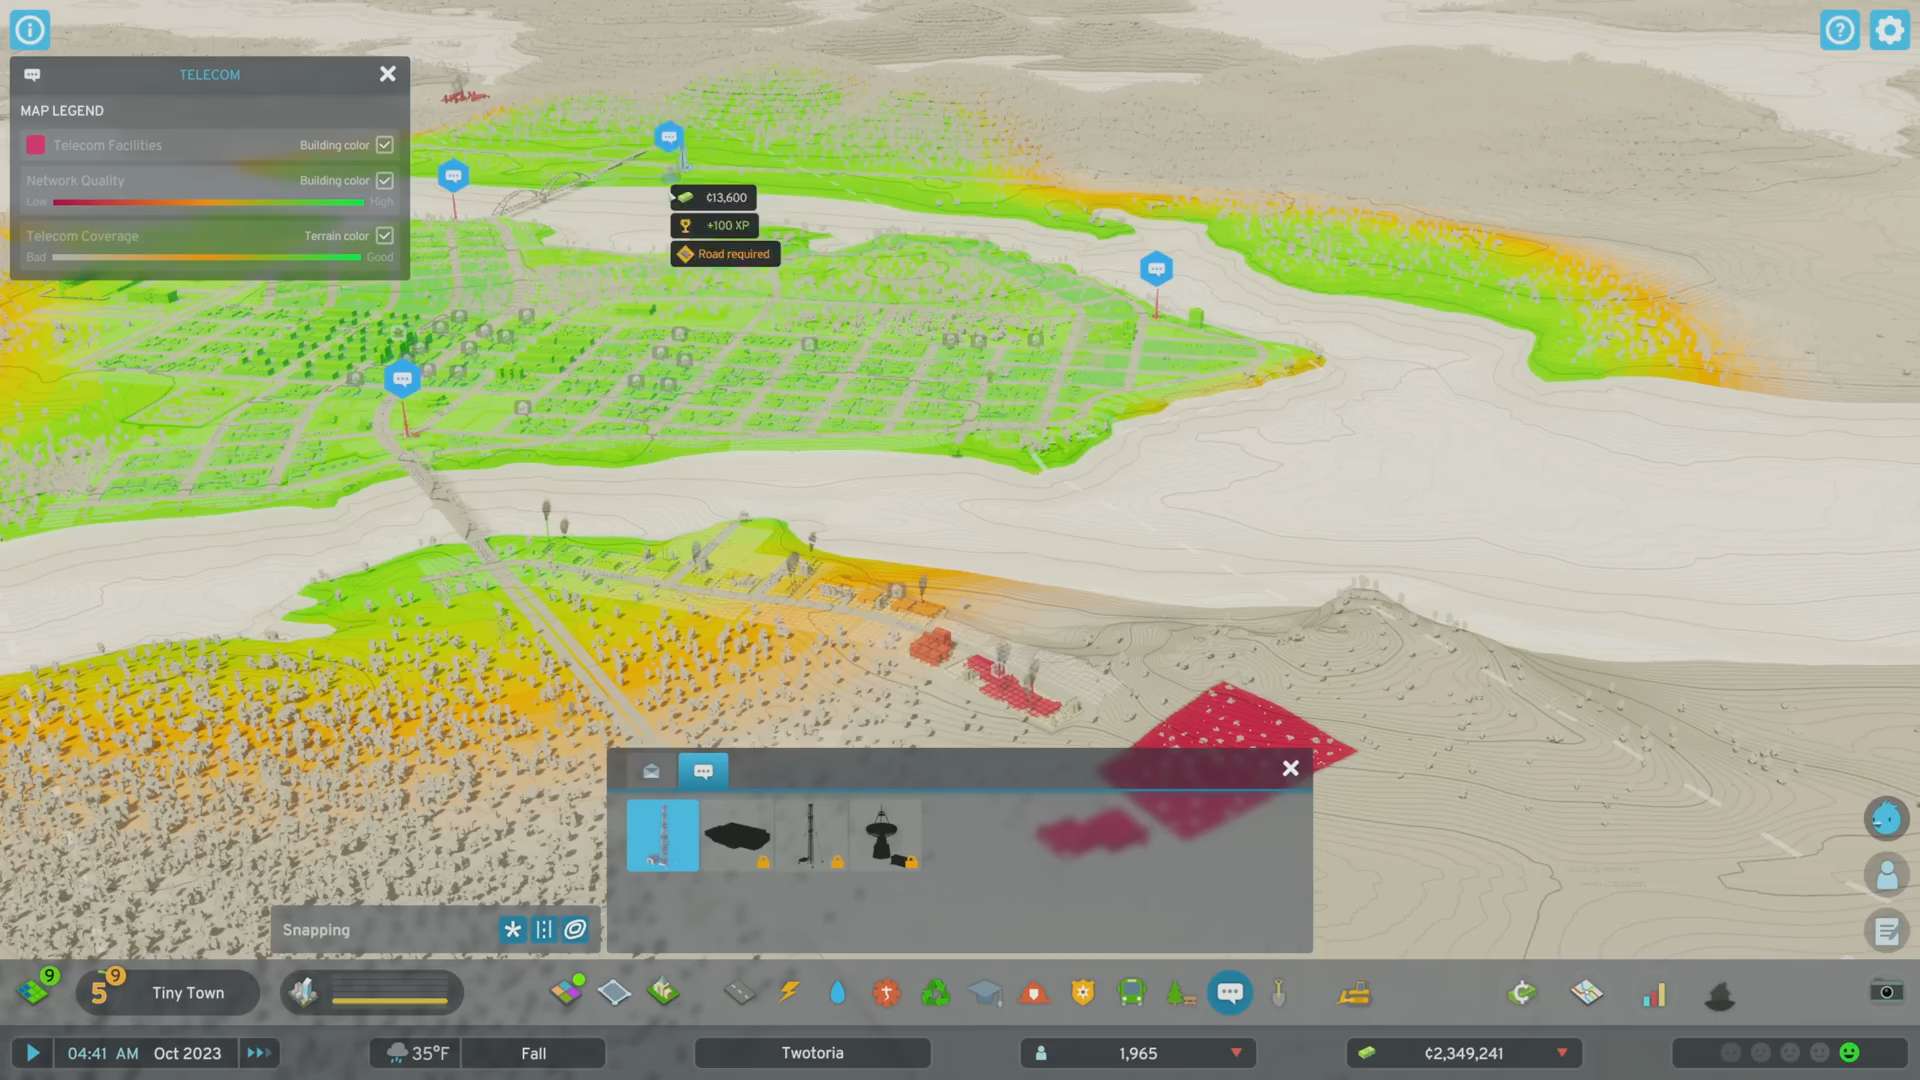 TELECOM
MAP LEGEND
Telecom Facilities Building color
Network Quality Building color
Low High
Telecom Coverage Terrain color
Bad Good
¢13,600
+100 XP
Road required
Snapping
9
5 9 Tiny Town
04:41 AM Oct 2023
35°F Fall
Twotoria
1,965
¢2,349,241